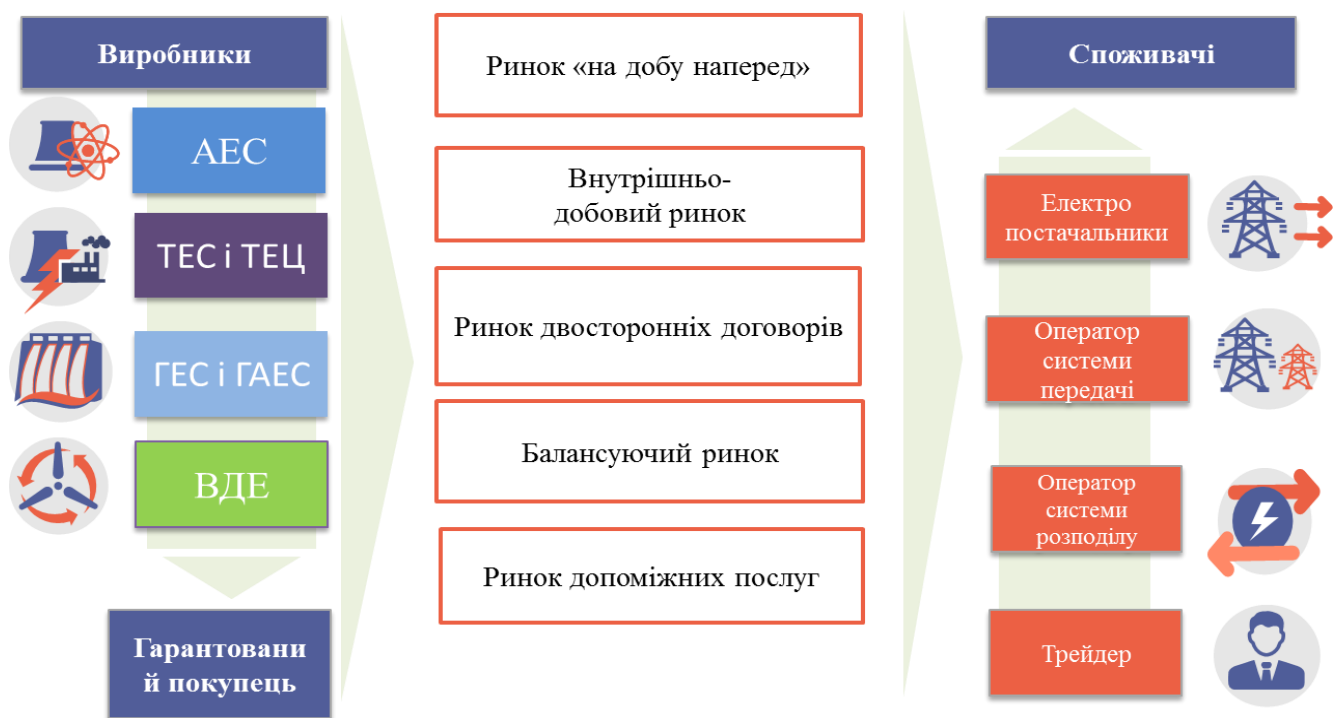 Виробники
АЕС
ТЕС і ТЕЦ
ГЕС і ГАЕС
ВДЕ
Гарантовани
й покупець
Ринок «на добу наперед»
Внутрішньо-
добовий ринок
Ринок двосторонніх договорів
Балансуючий ринок
Ринок допоміжних послуг
Споживачі
Електро
постачальники
Оператор
системи
передачі
Оператор
системи
розподілу
Трейдер